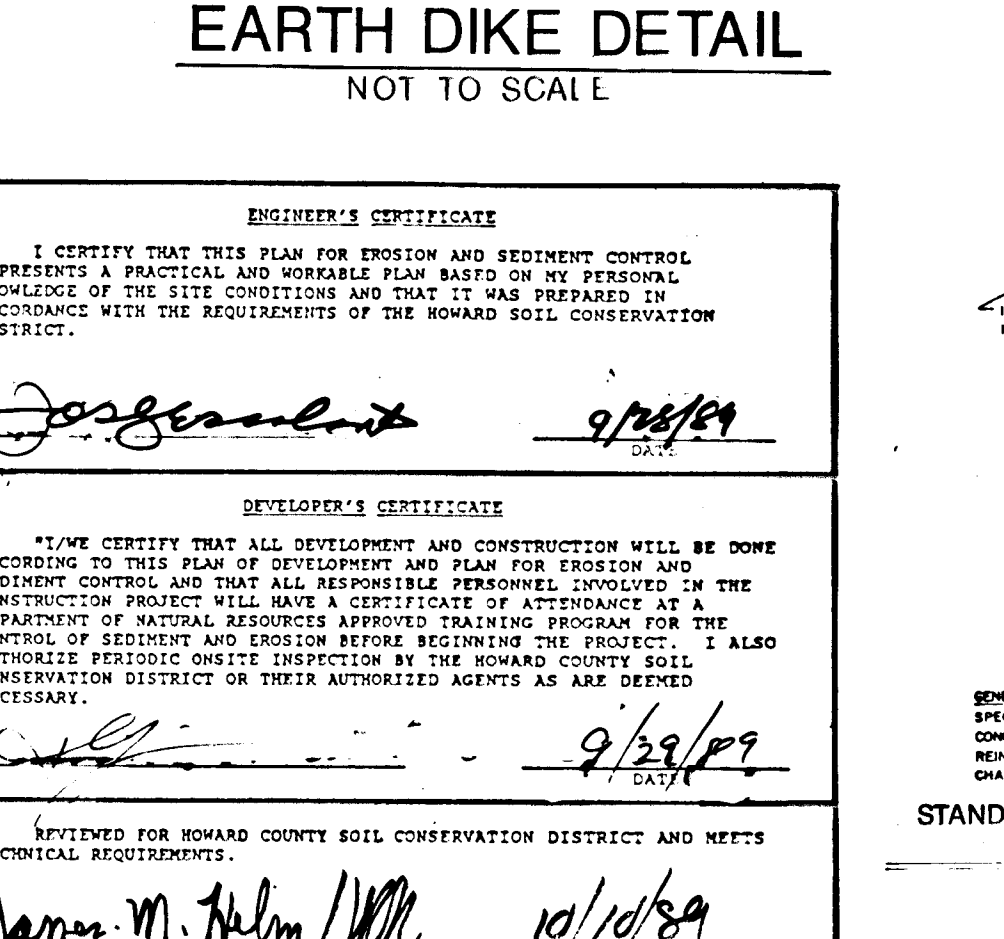 EARTH DIKE DETAIL
NOT TO SCALE
ENGINEER'S CERTIFICATE
I CERTIFY THAT THIS PLAN FOR EROSION AND SEDIMENT CONTROL
PRESENTS A PRACTICAL AND WORKABLE PLAN BASED ON MY PERSONAL
OWLEDGE OF THE SITE CONDITIONS AND THAT IT WAS PREPARED IN
CORDANCE WITH THE REQUIREMENTS OF THE HOWARD SOIL CONSERVATION
STRICT.
9/28/89
DATE
DEVELOPER'S CERTIFICATE
"I/WE CERTIFY THAT ALL DEVELOPMENT AND CONSTRUCTION WILL BE DONE
CORDING TO THIS PLAN OF DEVELOPMENT AND PLAN FOR EROSION AND
DIMENT CONTROL AND THAT ALL RESPONSIBLE PERSONNEL INVOLVED IN THE
NSTRUCTION PROJECT WILL HAVE A CERTIFICATE OF ATTENDANCE AT A
PARTMENT OF NATURAL RESOURCES APPROVED TRAINING PROGRAM FOR THE
NTROL OF SEDIMENT AND EROSION BEFORE BEGINNING THE PROJECT. I ALSO
THORIZE PERIODIC ONSITE INSPECTION BY THE HOWARD COUNTY SOIL
NSERVATION DISTRICT OR THEIR AUTHORIZED AGENTS AS ARE DEEMED
CESSARY.
9/29/89
DATE
REVIEWED FOR HOWARD COUNTY SOIL CONSERVATION DISTRICT AND MEETS
CHNICAL REQUIREMENTS.
James M. Helm
10/10/89
GENE
SPE
CON
REIN
CHA
STAND